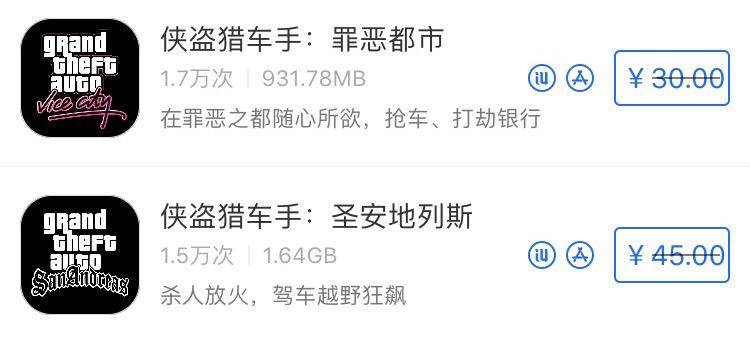 grand
theft
auto
Vice City
侠盗猎车手：罪恶都市
1.7万次 | 931.78MB
在罪恶之都随心所欲，抢车、打劫银行
iU
¥ 30.00
grand
theft
auto
San Andreas
侠盗猎车手：圣安地列斯
1.5万次 | 1.64GB
杀人放火，驾车越野狂飙
iU
¥ 45.00